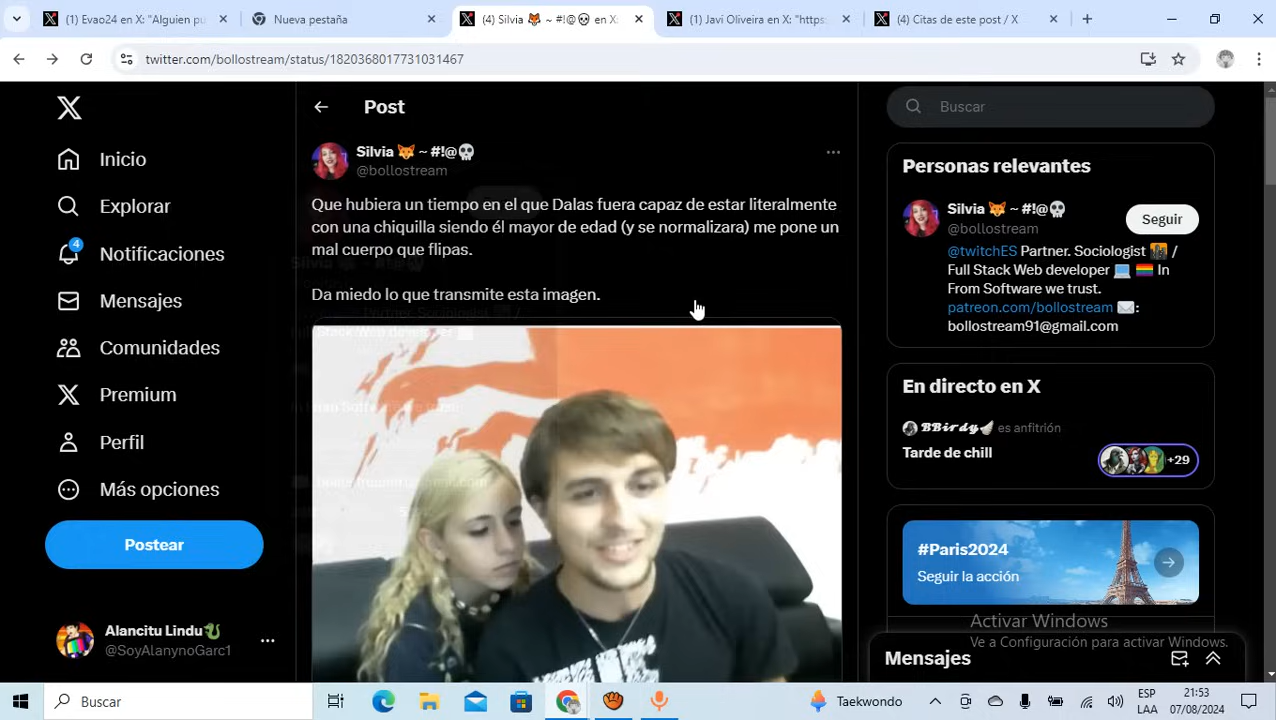 (4) Evao24 en X: "Alguien pu
Nueva pestaña
(4) Silvia 🦊 ~ #!@💀 en X:
(1) Javi Oliveira en X: "https:
(4) Citas de este post / X
twitter.com/bollostream/status/1820368017731031467
Inicio
Explorar
4
Notificaciones
Mensajes
Comunidades
Premium
Perfil
Más opciones
Postear
Alancitu Lindu🐉
@SoyAlanynoGarc1
Post
Silvia 🦊 ~ #!@💀
@bollostream
Que hubiera un tiempo en el que Dalas fuera capaz de estar literalmente
con una chiquilla siendo él mayor de edad (y se normalizara) me pone un
mal cuerpo que flipas.
Da miedo lo que transmite esta imagen.
Buscar
Personas relevantes
Silvia 🦊 ~ #!@💀
@bollostream
Seguir
@twitchES Partner. Sociologist 🌆 /
Full Stack Web developer 💻 🏳️‍🌈 In
From Software we trust.
patreon.com/bollostream ✉️:
bollostream91@gmail.com
En directo en X
𝓑𝓑𝓲𝓻𝓭𝔂🪽 es anfitrión
Tarde de chill
+29
#Paris2024
Seguir la acción
Activar Windows
Ve a Configuración para activar Windows.
Mensajes
Buscar
Taekwondo
ESP
LAA
11:53
07/08/2024